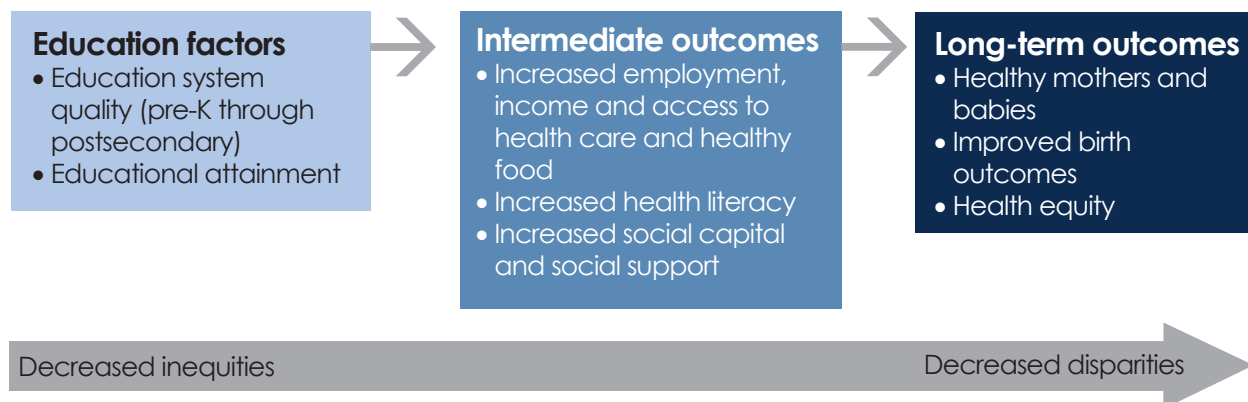 Education factors
• Education system
quality (pre-K through
postsecondary)
• Educational attainment
Intermediate outcomes
• Increased employment,
income and access to
health care and healthy
food
• Increased health literacy
• Increased social capital
and social support
Long-term outcomes
• Healthy mothers and
babies
• Improved birth
outcomes
• Health equity
Decreased inequities
Decreased disparities